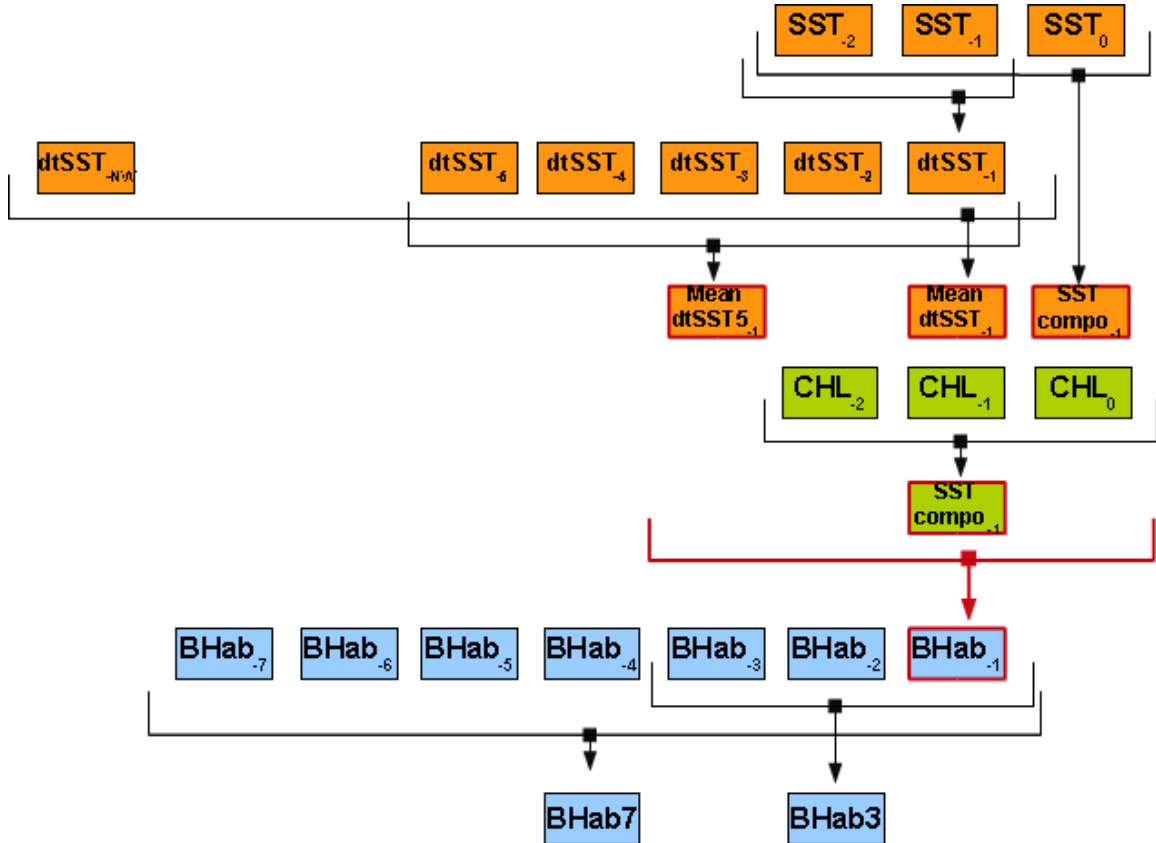 SST-2 SST-1 SST0
dtSST dtSST-5 dtSST-4 dtSST-3 dtSST-2 dtSST-1
Mean Mean SST
dtSST5-1 dtSST-1 compo-1
CHL-2 CHL-1 CHL0
SST
compo-1
BHab-7 BHab-6 BHab-5 BHab-4 BHab-3 BHab-2 BHab-1
BHab7 BHab3